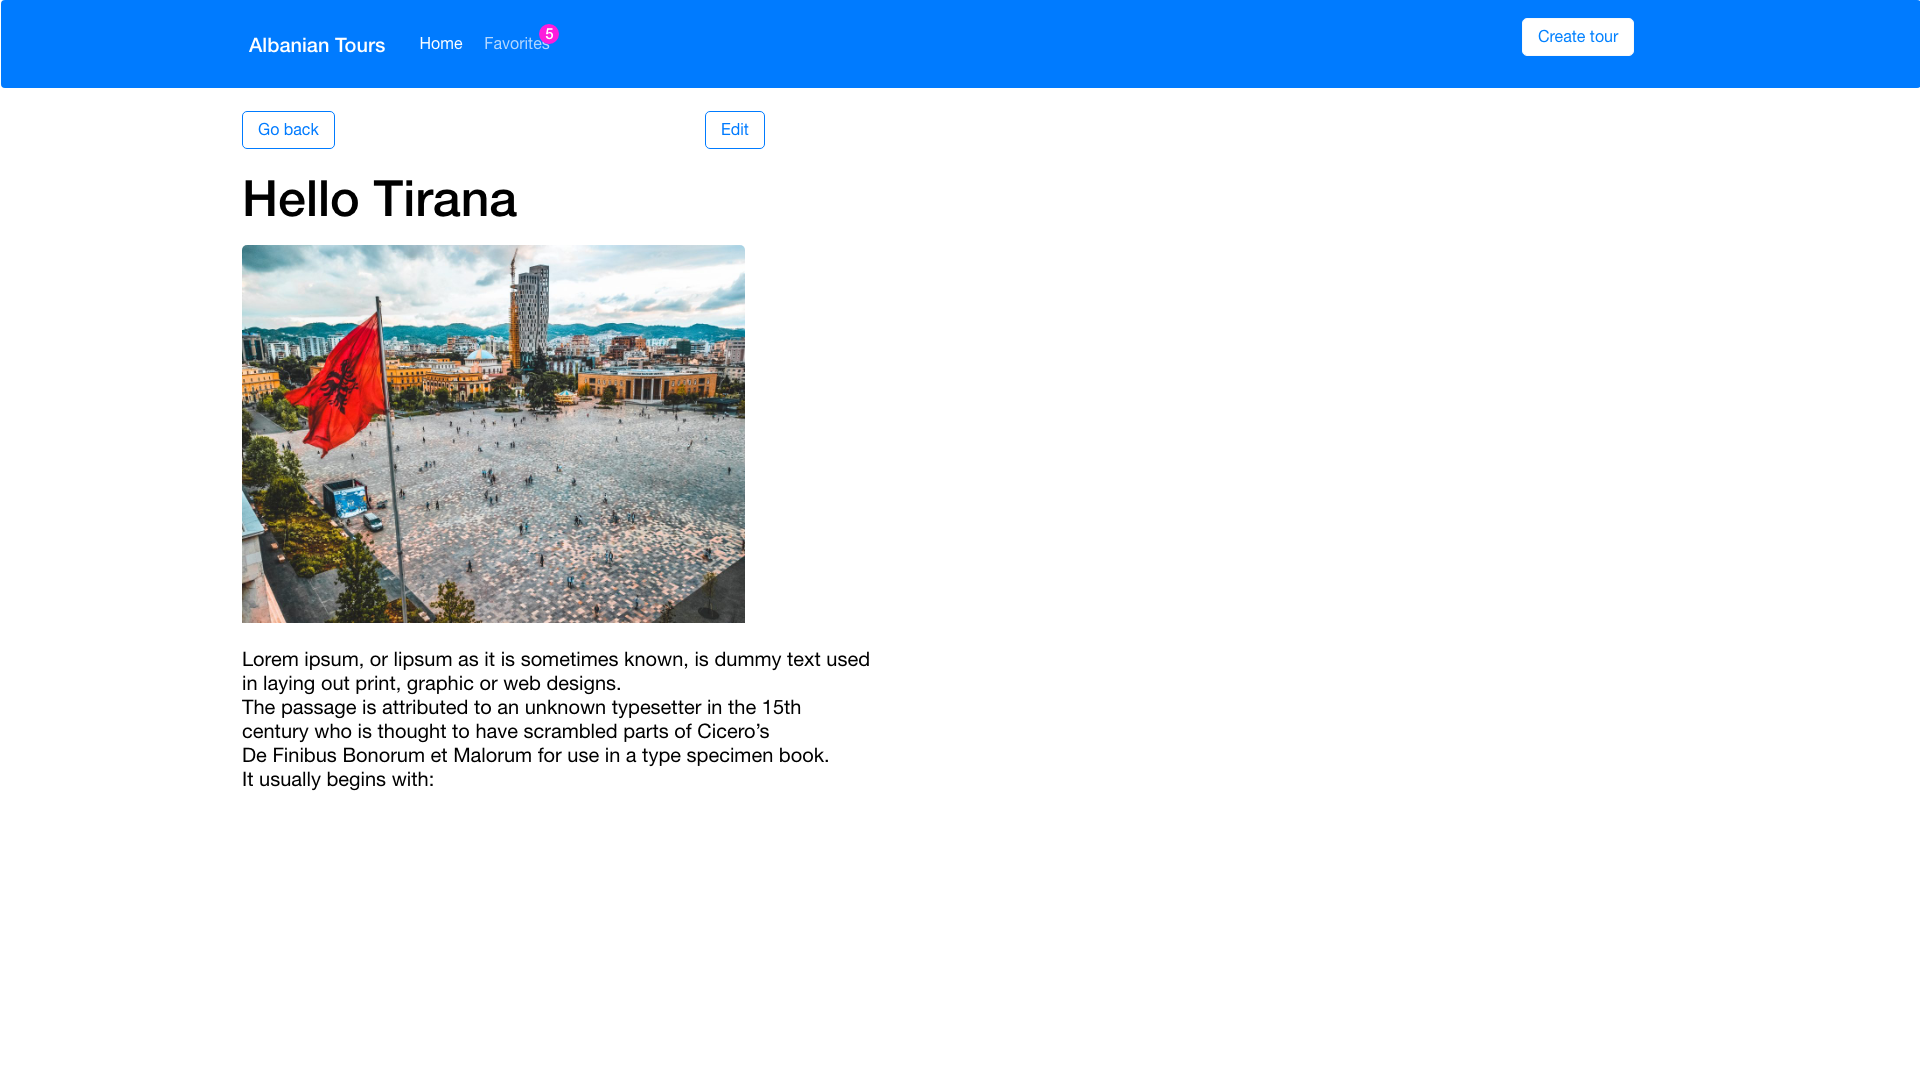 Albanian Tours
Home
Favorites
5
Create tour
Go back
Edit
Hello Tirana
Lorem ipsum, or lipsum as it is sometimes known, is dummy text used
in laying out print, graphic or web designs.
The passage is attributed to an unknown typesetter in the 15th
century who is thought to have scrambled parts of Cicero’s
De Finibus Bonorum et Malorum for use in a type specimen book.
It usually begins with: